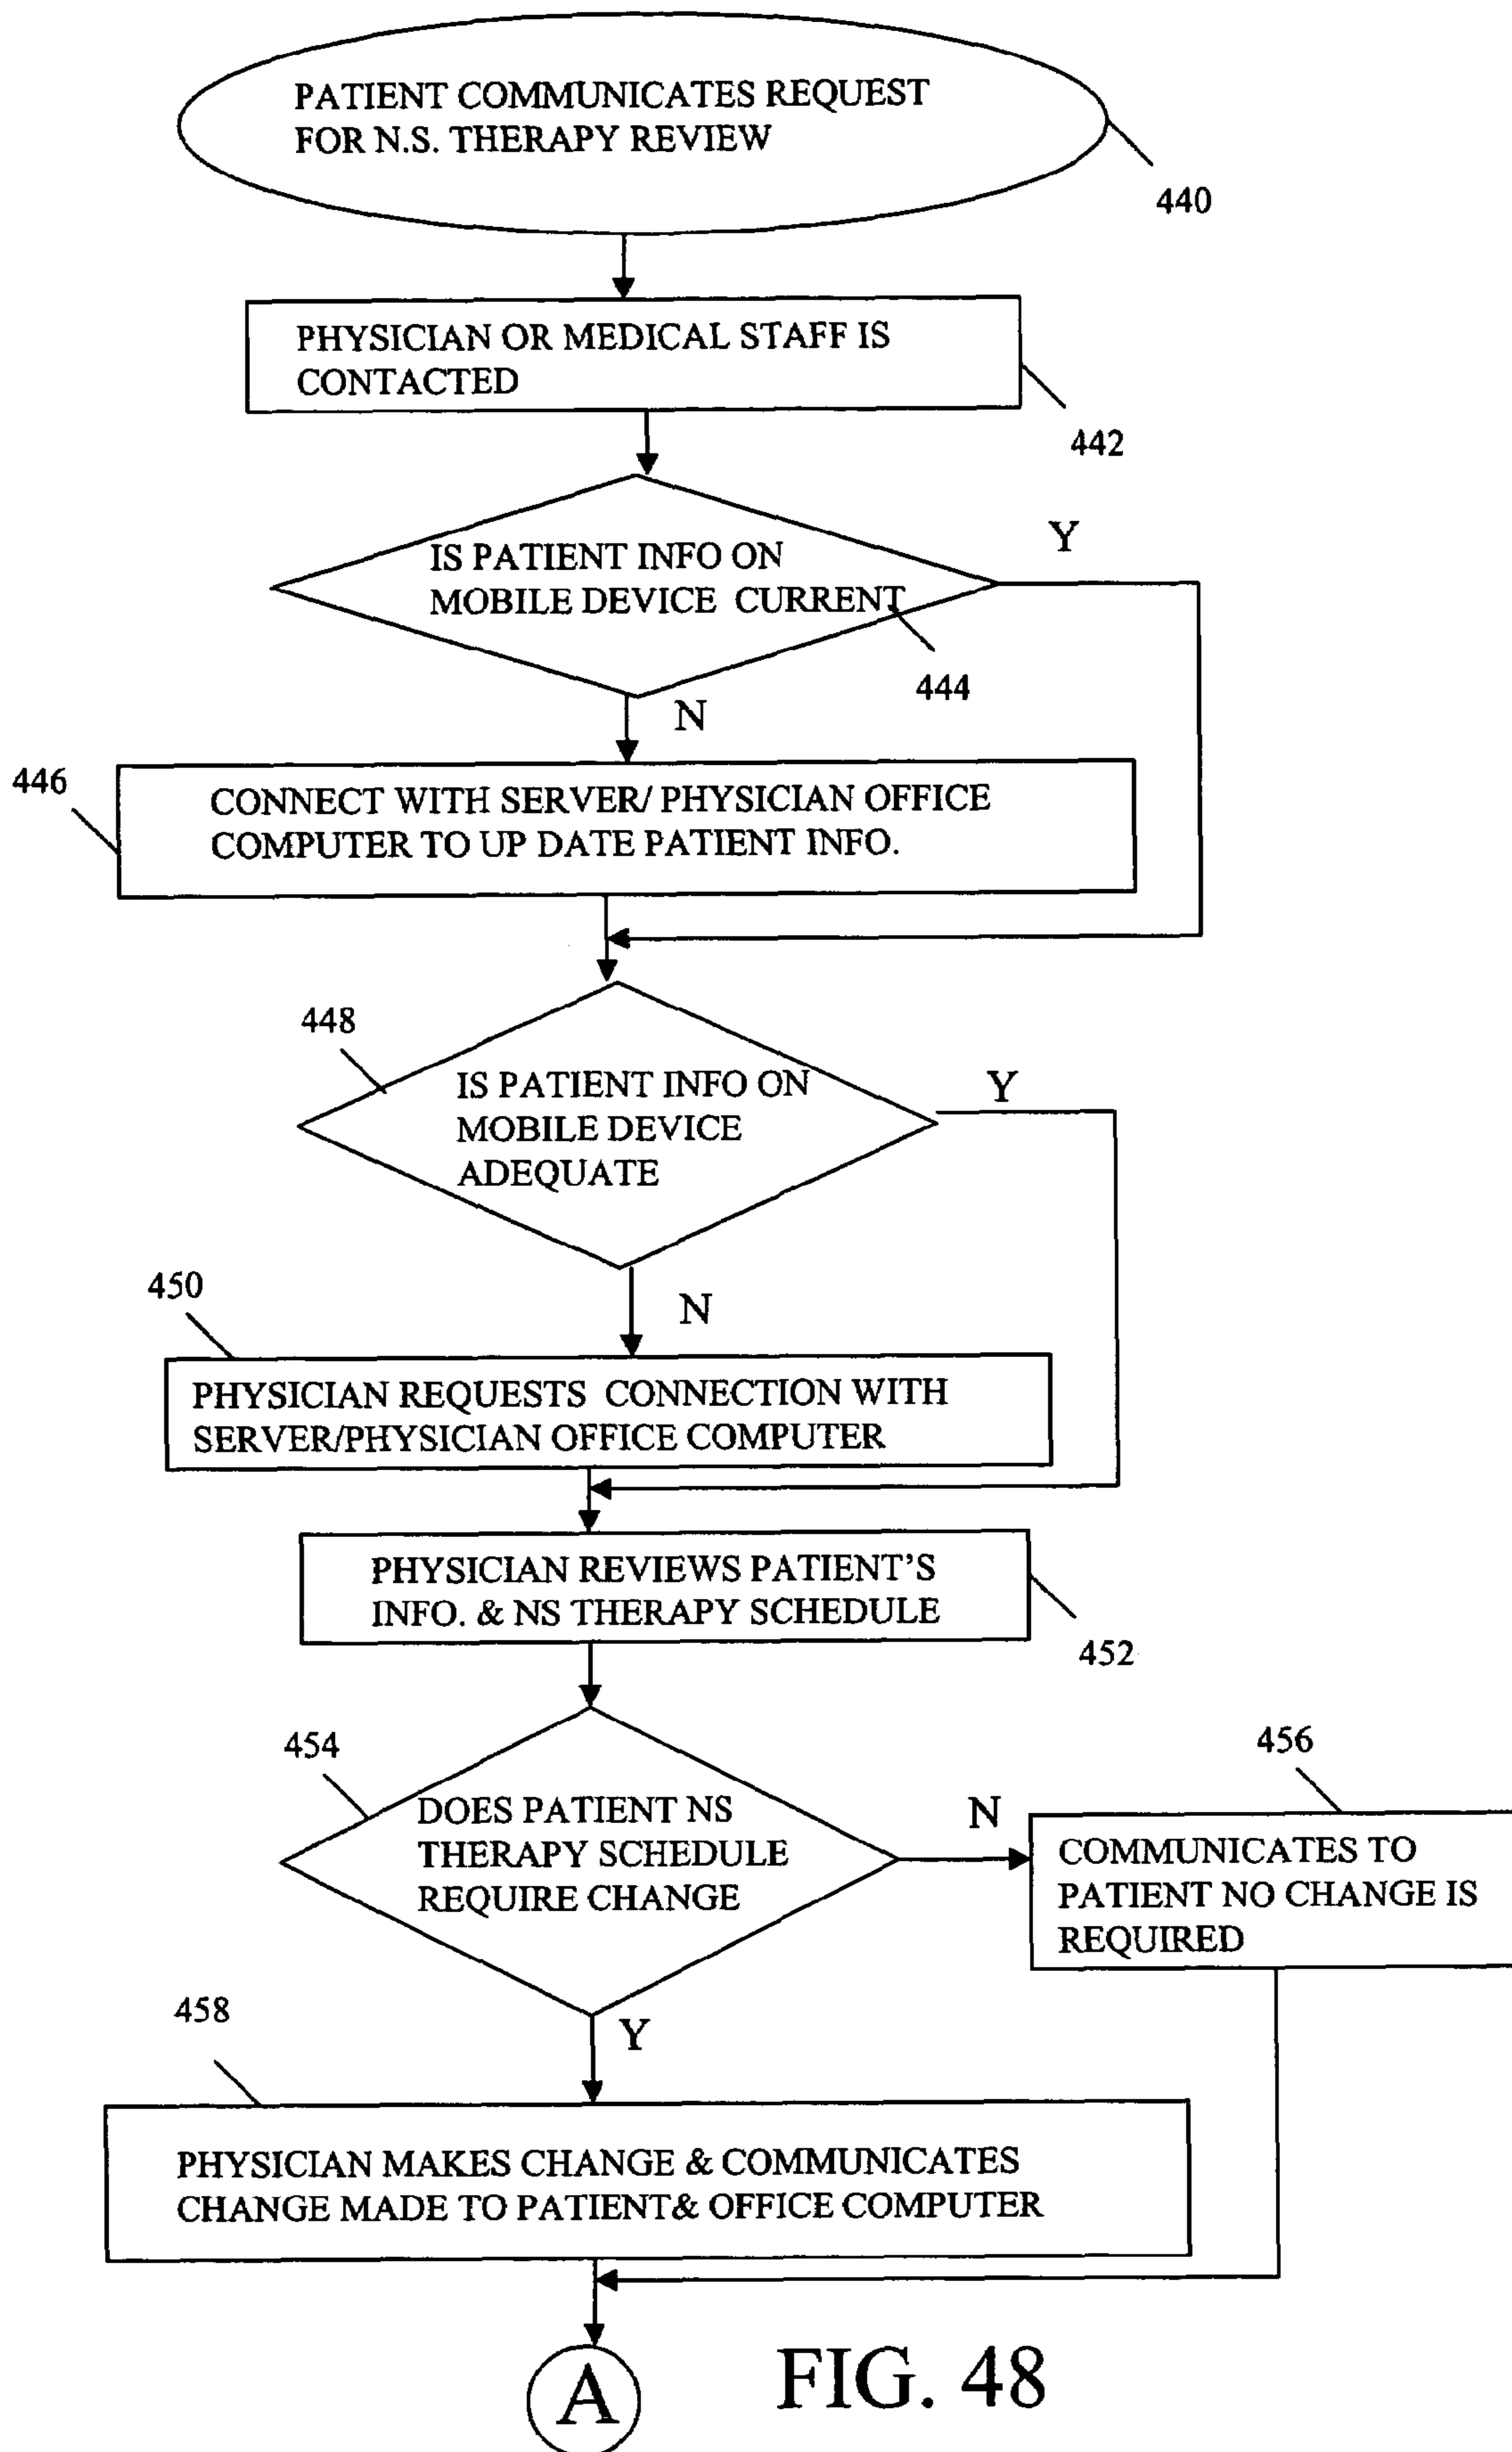 PATIENT COMMUNICATES REQUEST
FOR N.S. THERAPY REVIEW
440
PHYSICIAN OR MEDICAL STAFF IS
CONTACTED
442
Y
IS PATIENT INFO ON
MOBILE DEVICE CURRENT
444
N
446
CONNECT WITH SERVER/ PHYSICIAN OFFICE
COMPUTER TO UP DATE PATIENT INFO.
448
IS PATIENT INFO ON
MOBILE DEVICE
ADEQUATE
Y
450
N
PHYSICIAN REQUESTS CONNECTION WITH
SERVER/PHYSICIAN OFFICE COMPUTER
PHYSICIAN REVIEWS PATIENT'S
INFO. & NS THERAPY SCHEDULE
452
454
DOES PATIENT NS
THERAPY SCHEDULE
REQUIRE CHANGE
N
456
COMMUNICATES TO
PATIENT NO CHANGE IS
REQUIRED
458
Y
PHYSICIAN MAKES CHANGE & COMMUNICATES
CHANGE MADE TO PATIENT& OFFICE COMPUTER
A
FIG. 48